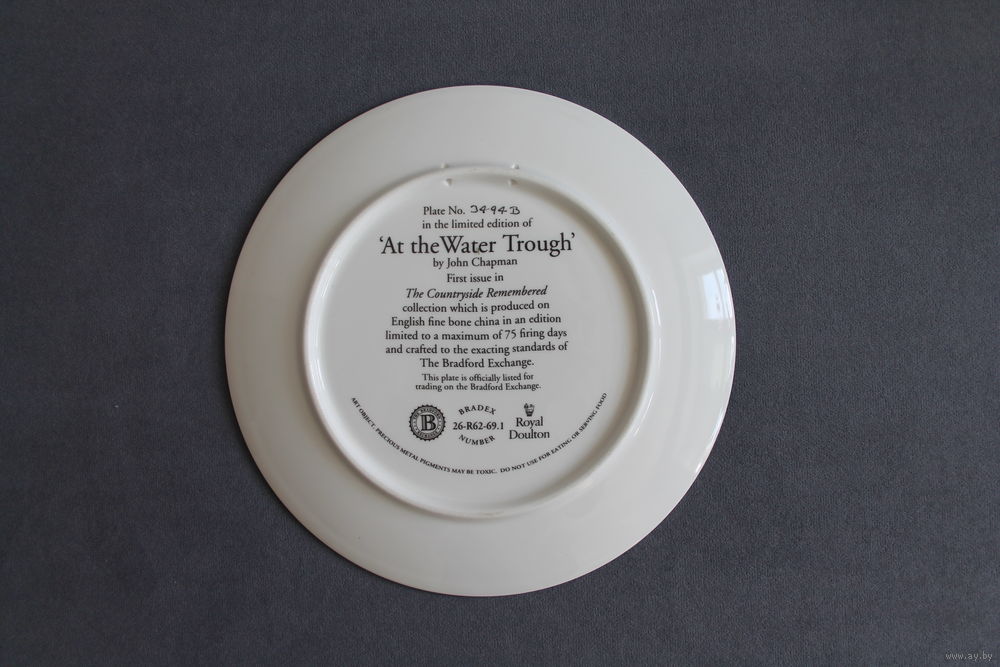 Plate No. 3494 B
in the limited edition of
‘At the Water Trough’
by John Chapman
First issue in
The Countryside Remembered
collection which is produced on
English fine bone china in an edition
limited to a maximum of 75 firing days
and crafted to the exacting standards of
The Bradford Exchange.
This plate is officially listed for
trading on the Bradford Exchange.
B
BRADEX
26-R62-69.1
NUMBER
Royal
Doulton
ART OBJECT. PRECIOUS METAL PIGMENTS MAY BE TOXIC. DO NOT USE FOR EATING OR SERVING FOOD
www.ay.by